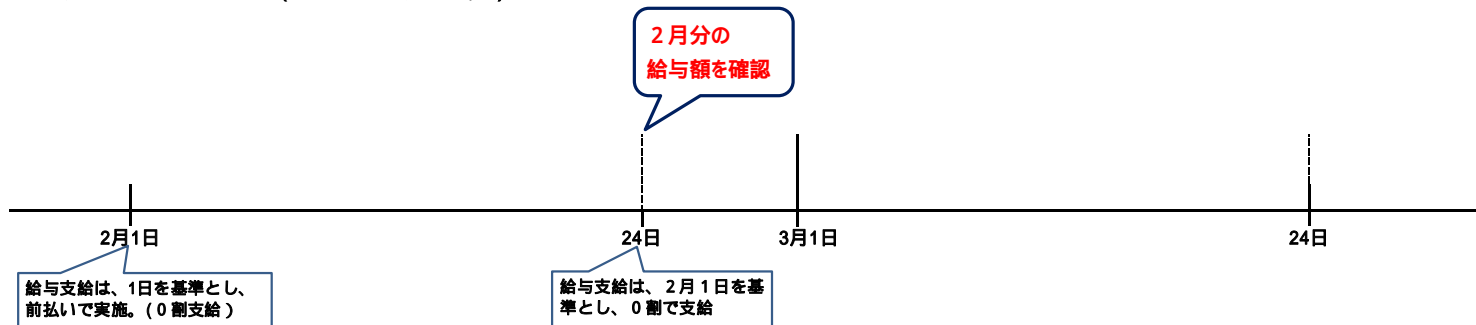 ２月分の
給与額を確認
2月1日
24日
3月1日
24日
給与支給は、1日を基準とし、
前払いで実施。(０割支給)
給与支給は、２月１日を基
準とし、０割で支給